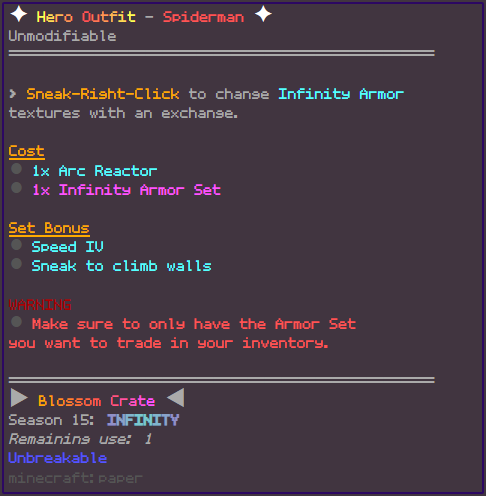 ✦ Hero Outfit - Spiderman ✦
Unmodifiable
› Sneak-Right-Click to change Infinity Armor
textures with an exchange.
Cost
● 1x Arc Reactor
● 1x Infinity Armor Set
Set Bonus
● Speed IV
● Sneak to climb walls
WARNING
● Make sure to only have the Armor Set
you want to trade in your inventory.
▶ Blossom Crate ◀
Season 15: INFINITY
Remaining use: 1
Unbreakable
minecraft:paper